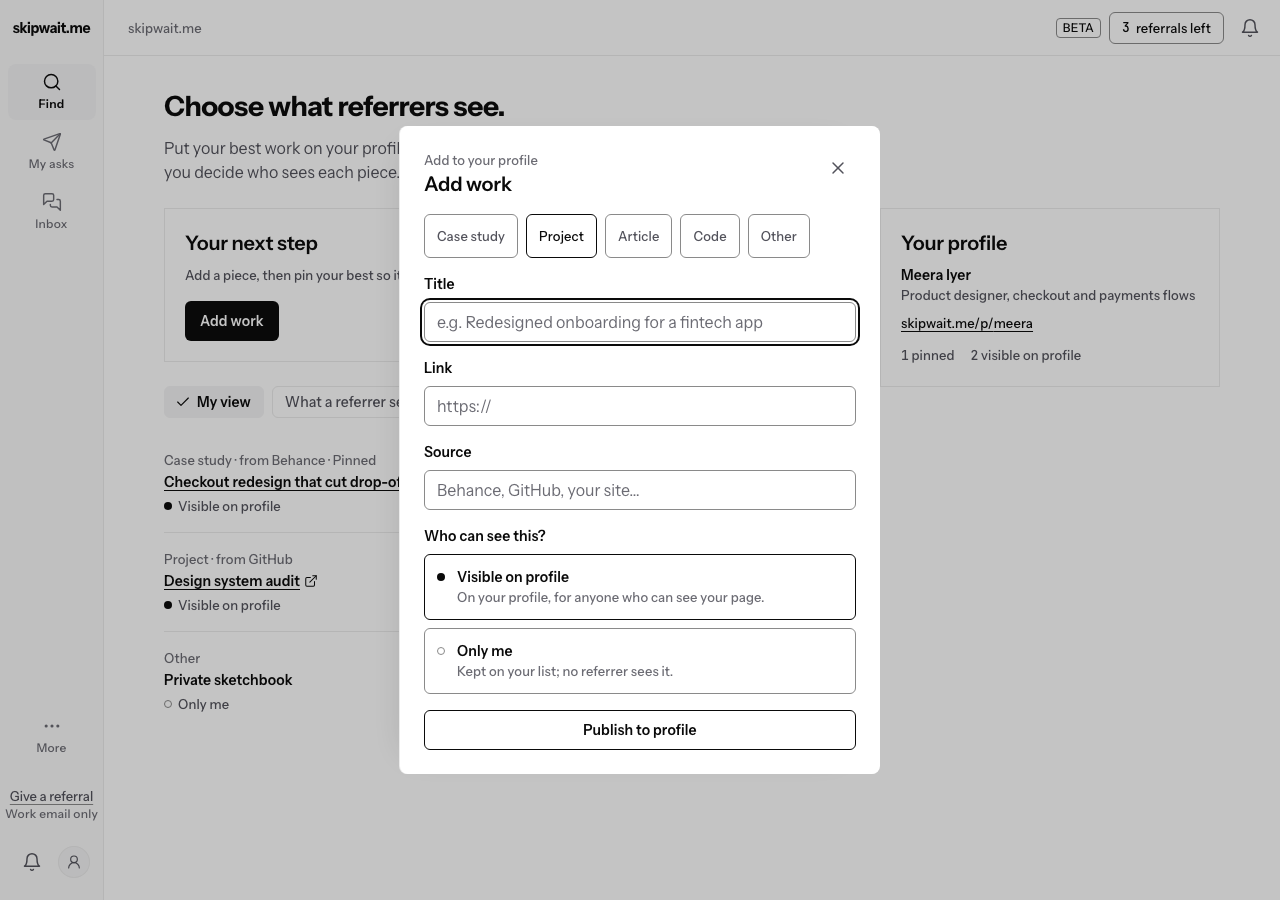 skipwait.me
skipwait.me
BETA
3 referrals left
Find
My asks
Inbox
More
Give a referral
Work email only
Choose what referrers see.
Put your best work on your
you decide who sees each piece.
Your next step
Add a piece, then pin your best so
Add work
My view
What a referrer
Case study · from Behance · Pinned
Checkout redesign that cut
Visible on profile
Project · from GitHub
Design system audit
Visible on profile
Other
Private sketchbook
Only me
Add to your profile
Add work
Case study
Project
Article
Code
Other
Title
e.g. Redesigned onboarding for a fintech app
Link
https://
Source
Behance, GitHub, your site...
Who can see this?
Visible on profile
On your profile, for anyone who can see your page.
Only me
Kept on your list; no referrer sees it.
Publish to profile
Your profile
Meera Iyer
Product designer, checkout and payments flows
skipwait.me/p/meera
1 pinned
2 visible on profile